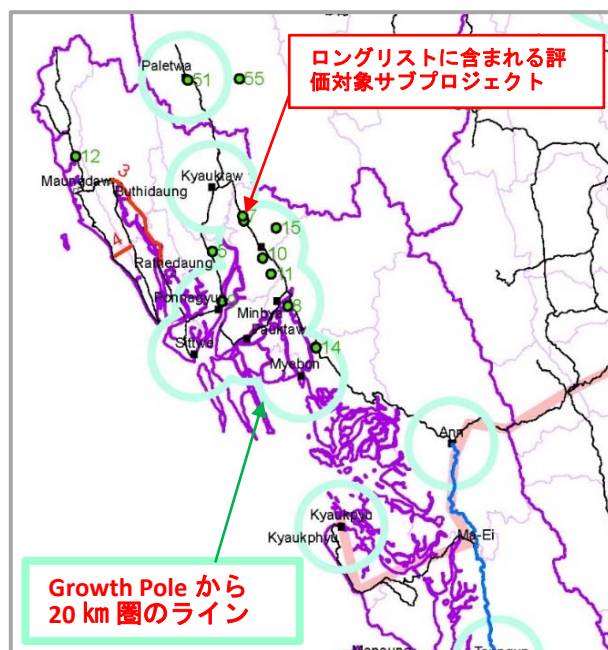 ロングリストに含まれる評
価対象サブプロジェクト
Paletwa
51
55
12
Maungdaw
3
Buthidaung
Kyauktaw
7
15
4
Rathedaung
5
10
11
Ponnagyun
9
Minbya
8
Pauktaw
Sittwe
14
Myebon
Ann
Kyaukpyu
Kyaukphyu
Ma-Ei
Growth Pole から
20 ㎞ 圏のライン